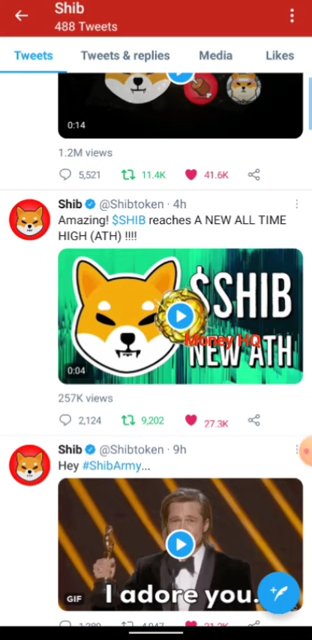 Shib
488 Tweets
Tweets
Tweets & replies
Media
Likes
0:14
1.2M views
5,521
11.4K
41.6K
Shib @Shibtoken · 4h
Amazing! $SHIB reaches A NEW ALL TIME
HIGH (ATH) !!!!
$SHIB
Money HQ
NEW ATH
0:04
257K views
2,124
9,202
27.3K
Shib @Shibtoken · 9h
Hey #ShibArmy...
GIF
I adore you.